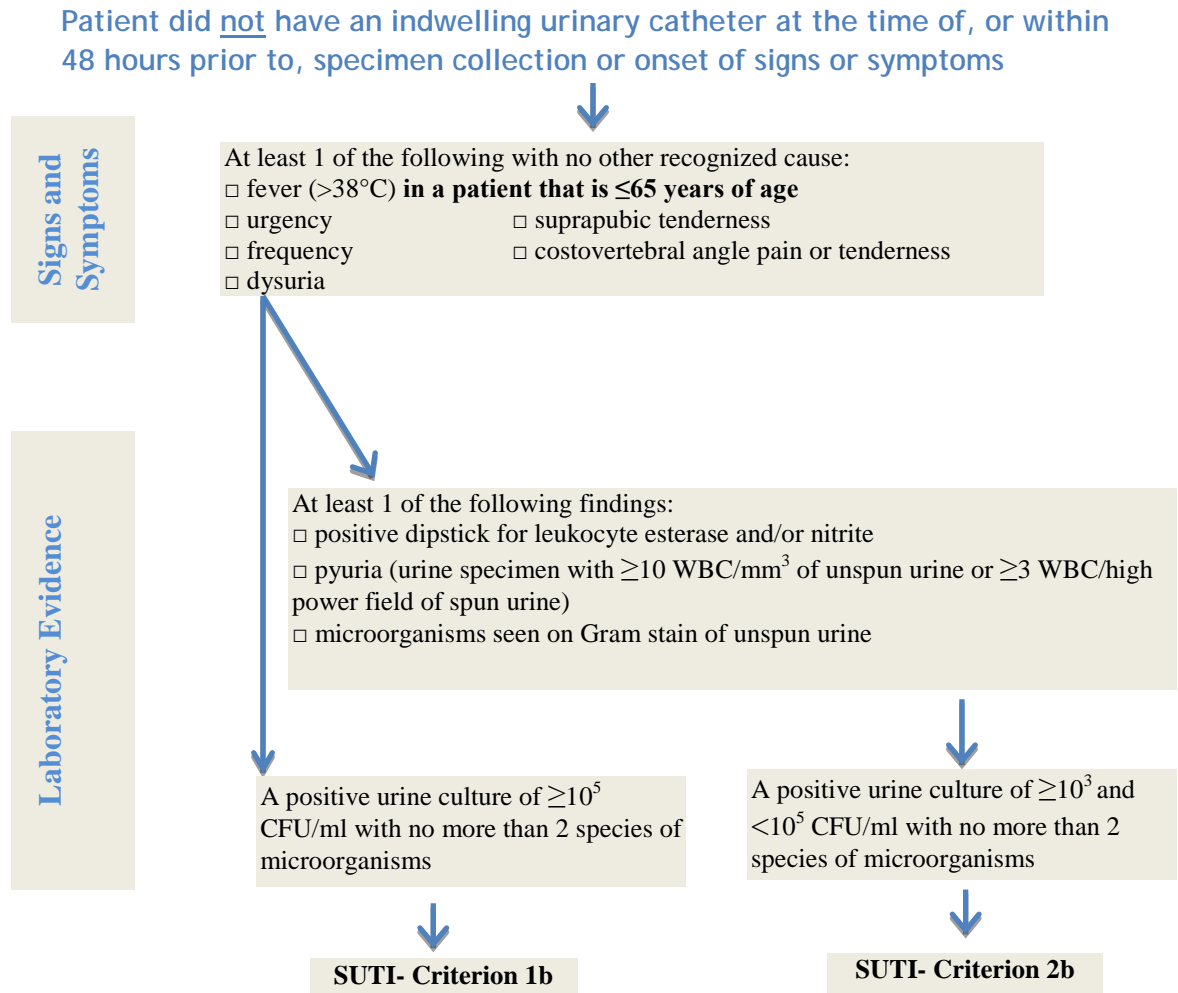 Patient did not have an indwelling urinary catheter at the time of, or within
48 hours prior to, specimen collection or onset of signs or symptoms
Signs and
Symptoms
At least 1 of the following with no other recognized cause:
□ fever (>38°C) in a patient that is ≤65 years of age
□ urgency □ suprapubic tenderness
□ frequency □ costovertebral angle pain or tenderness
□ dysuria
Laboratory Evidence
At least 1 of the following findings:
□ positive dipstick for leukocyte esterase and/or nitrite
□ pyuria (urine specimen with ≥10 WBC/mm³ of unspun urine or ≥3 WBC/high
power field of spun urine)
□ microorganisms seen on Gram stain of unspun urine
A positive urine culture of ≥10⁵
CFU/ml with no more than 2 species of
microorganisms
A positive urine culture of ≥10³ and
<10⁵ CFU/ml with no more than 2
species of microorganisms
SUTI- Criterion 1b
SUTI- Criterion 2b